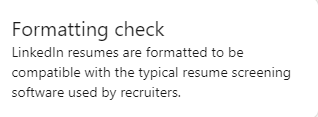 Formatting check
LinkedIn resumes are formatted to be
compatible with the typical resume screening
software used by recruiters.